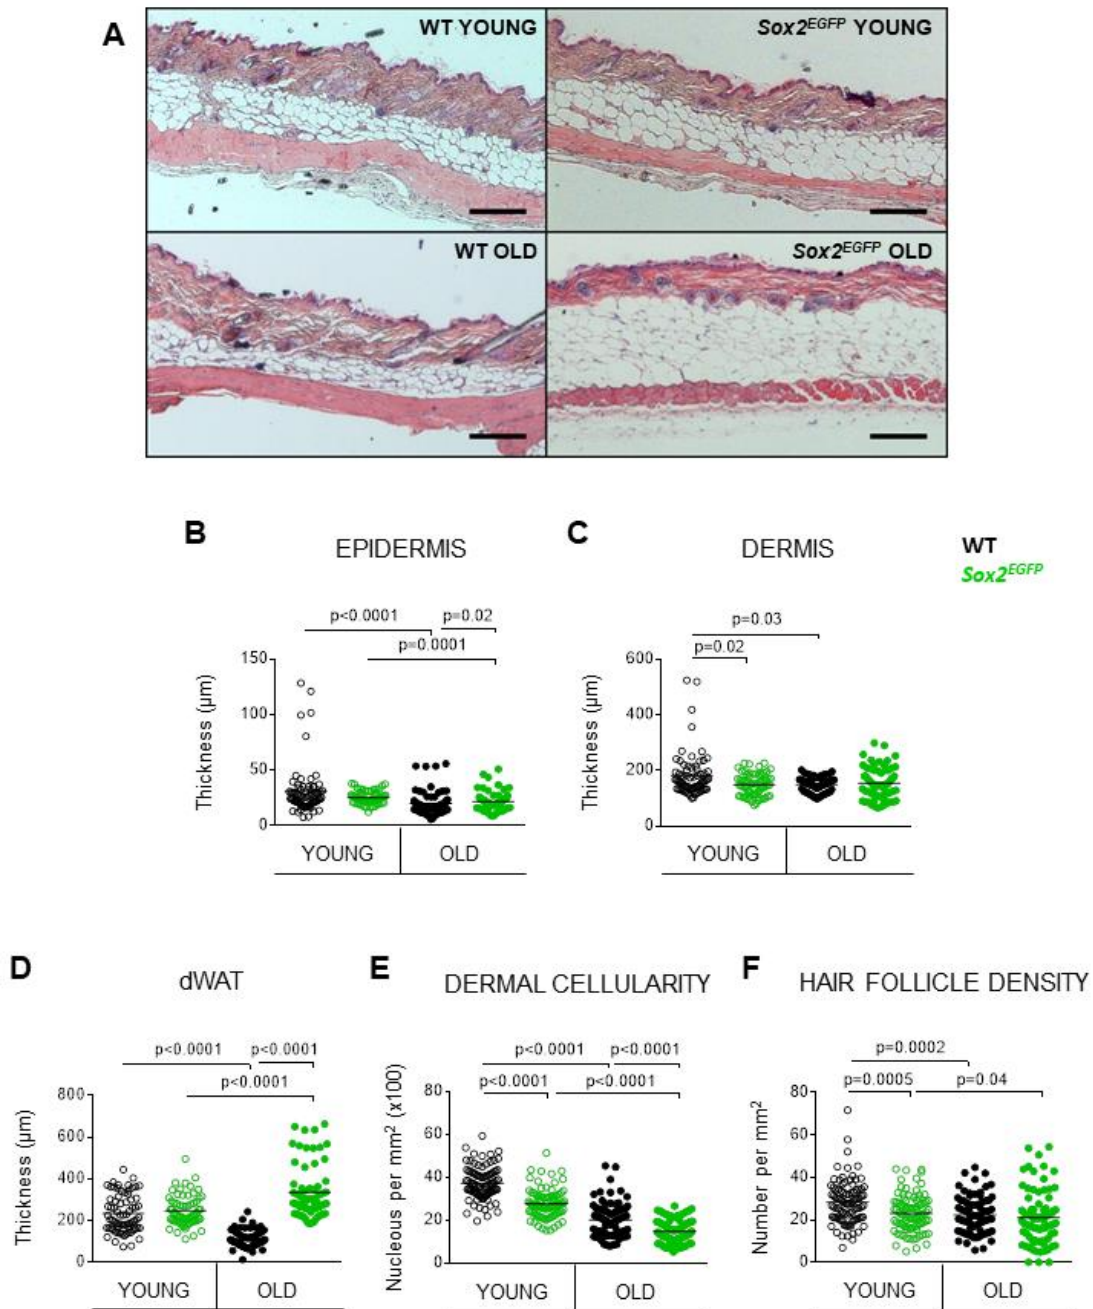 A
WT YOUNG
Sox2EGFP YOUNG
WT OLD
Sox2EGFP OLD
B
EPIDERMIS
p<0.0001
p=0.02
p=0.0001
150
100
50
0
Thickness (µm)
YOUNG
OLD
C
DERMIS
p=0.03
p=0.02
600
400
200
0
Thickness (µm)
YOUNG
OLD
WT
Sox2EGFP
D
dWAT
p<0.0001
p<0.0001
p<0.0001
800
600
400
200
0
Thickness (µm)
YOUNG
OLD
E
DERMAL CELLULARITY
p<0.0001
p<0.0001
p<0.0001
p<0.0001
80
60
40
20
0
Nucleous per mm² (x100)
YOUNG
OLD
F
HAIR FOLLICLE DENSITY
p=0.0002
p=0.0005
p=0.04
80
60
40
20
0
Number per mm²
YOUNG
OLD